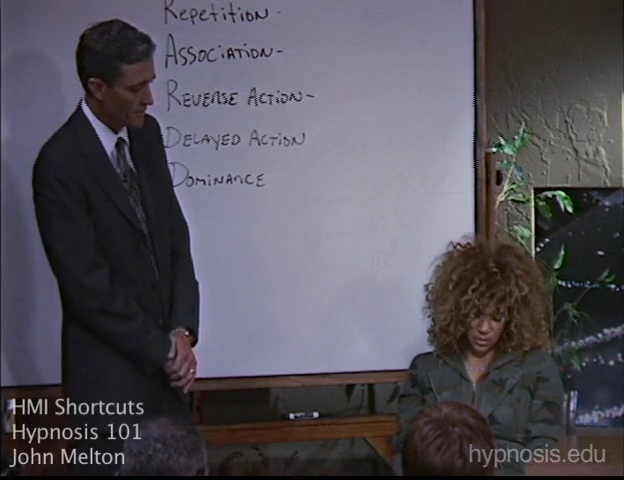 Repetition-
Association-
Reverse Action-
Delayed Action
Dominance
HMI Shortcuts
Hypnosis 101
John Melton
hypnosis.edu